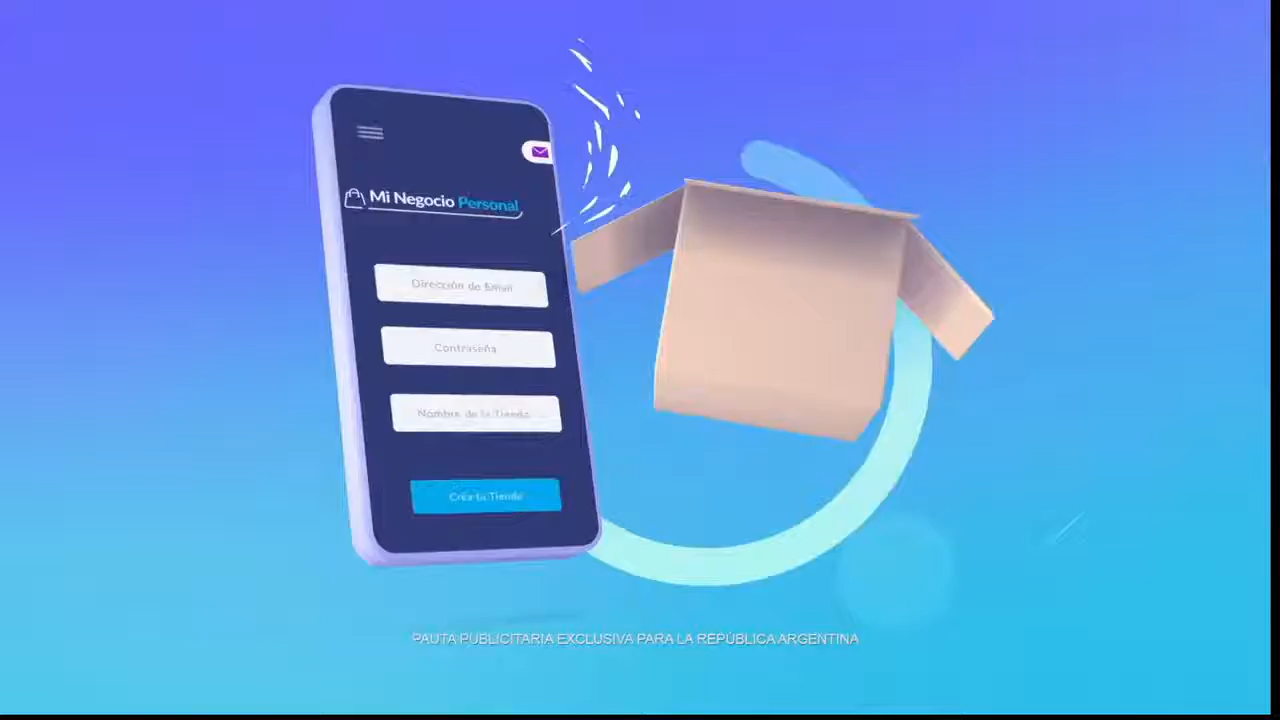 Mi Negocio Personal
Dirección de Email
Contraseña
Nombre de la Tienda
Creá tu Tienda
PAUTA PUBLICITARIA EXCLUSIVA PARA LA REPÚBLICA ARGENTINA